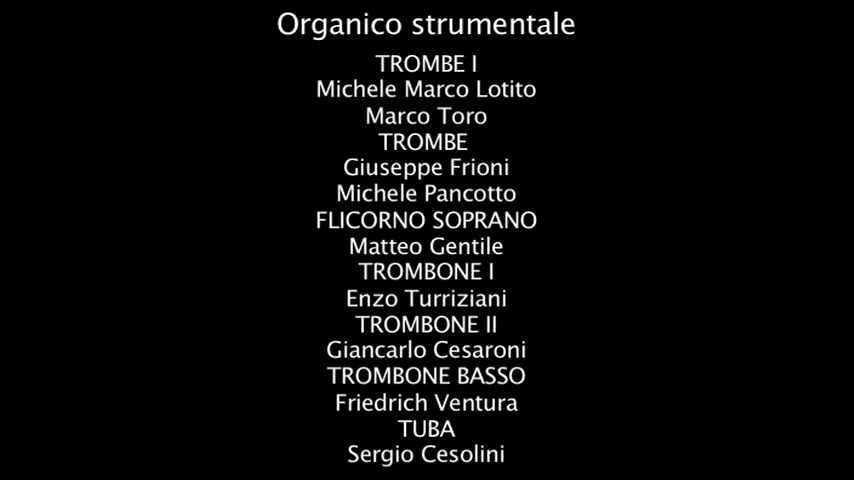 Organico strumentale
TROMBE I
Michele Marco Lotito
Marco Toro
TROMBE
Giuseppe Frioni
Michele Pancotto
FLICORNO SOPRANO
Matteo Gentile
TROMBONE I
Enzo Turriziani
TROMBONE II
Giancarlo Cesaroni
TROMBONE BASSO
Friedrich Ventura
TUBA
Sergio Cesolini